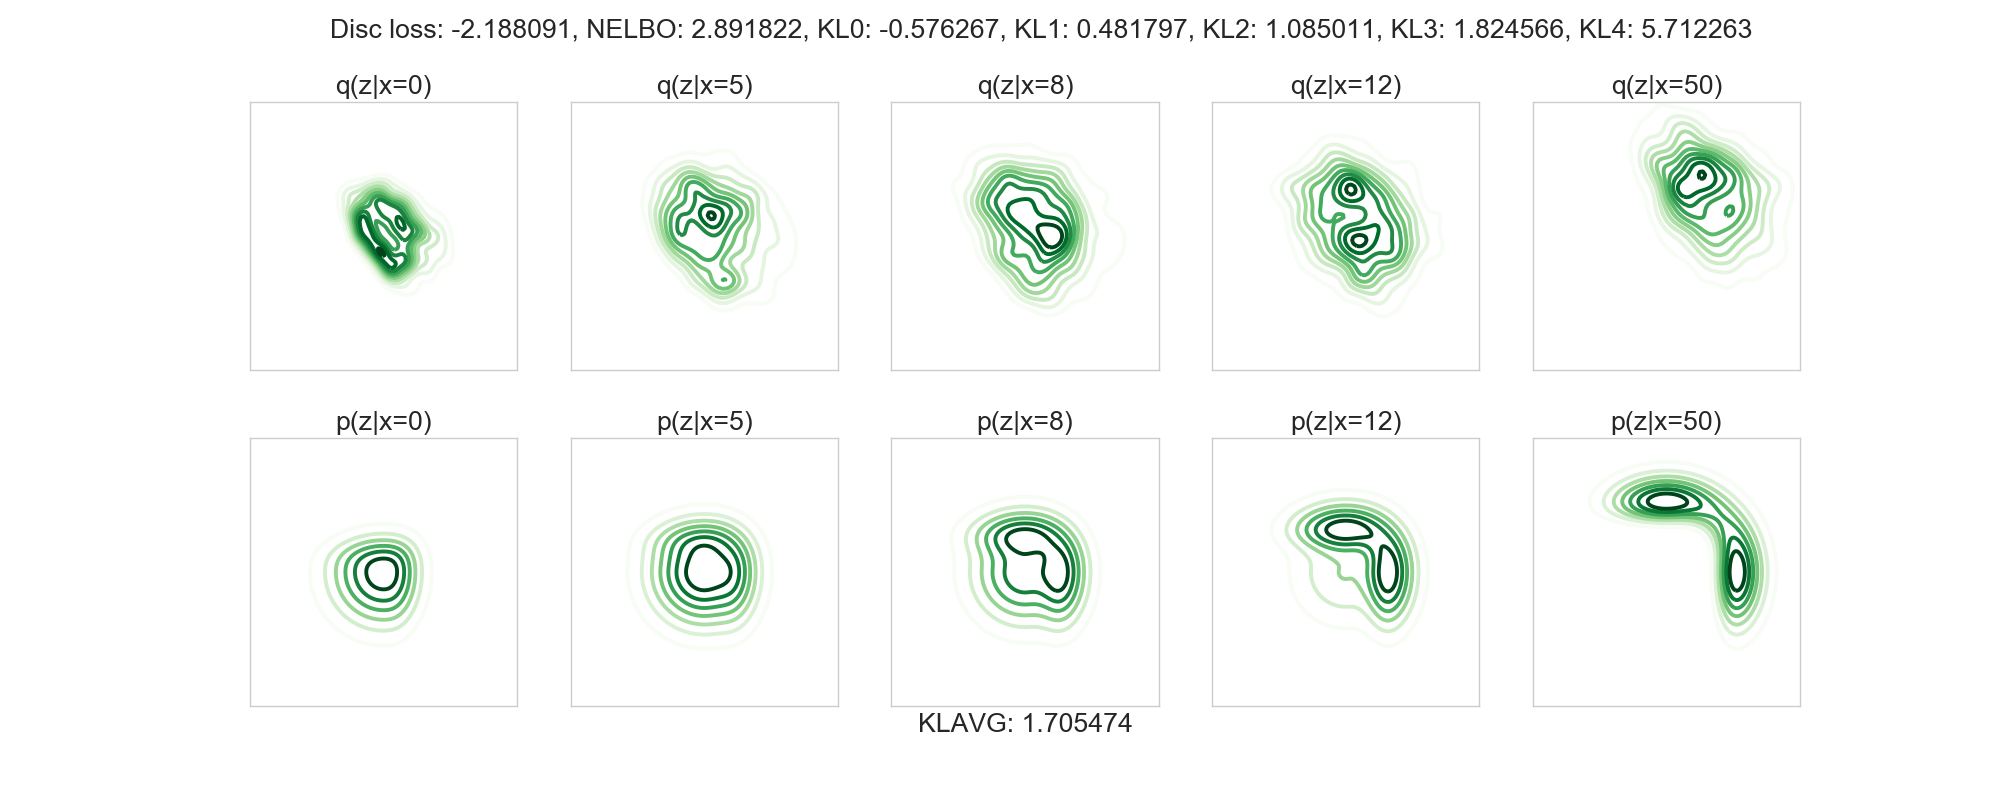 Disc loss: -2.188091, NELBO: 2.891822, KL0: -0.576267, KL1: 0.481797, KL2: 1.085011, KL3: 1.824566, KL4: 5.712263
q(z|x=0) q(z|x=5) q(z|x=8) q(z|x=12) q(z|x=50)
p(z|x=0) p(z|x=5) p(z|x=8) p(z|x=12) p(z|x=50)
KLAVG: 1.705474